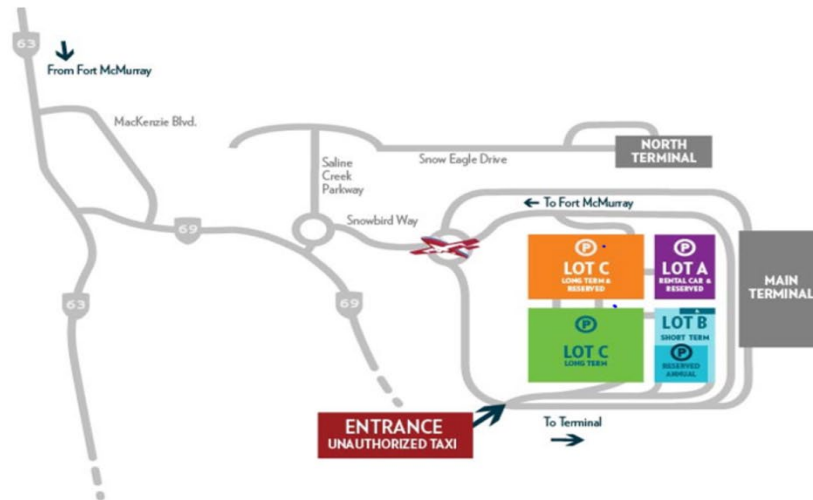 63
From Fort McMurray
MacKenzie Blvd.
Saline
Creek
Parkway
Snow Eagle Drive
NORTH
TERMINAL
69
Snowbird Way
To Fort McMurray
P
LOT C
LONG TERM &
RESERVED
P
LOT A
RENTAL CAR &
RESERVED
MAIN
TERMINAL
63
69
P
LOT C
LONG TERM
LOT B
SHORT TERM
P
RESERVED
ANNUAL
ENTRANCE
UNAUTHORIZED TAXI
To Terminal